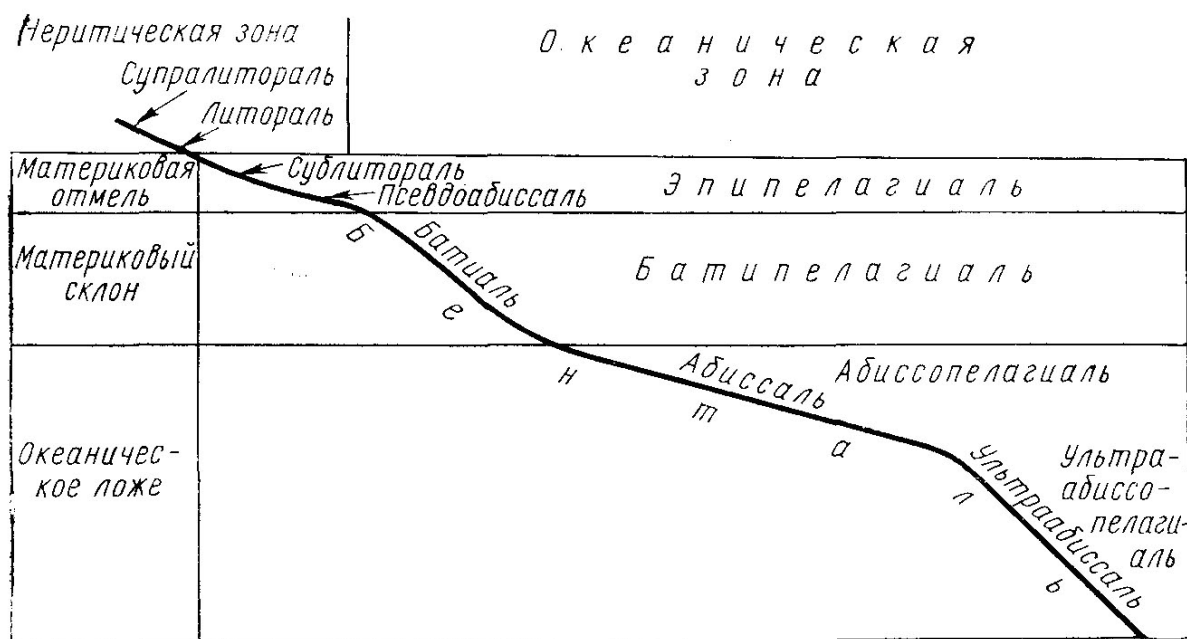 Неритическая зона
Океаническая
зона
Супралитораль
Литораль
Материковая
отмель
Сублитораль
Псевдоабиссаль
Эпипелагиаль
Материковый
склон
Батиаль
Батипелагиаль
Бенталь
Абиссаль
Абиссопелагиаль
Океаничес-
кое ложе
Ультраабиссаль
Ультра-
абиссо-
пелаги-
аль